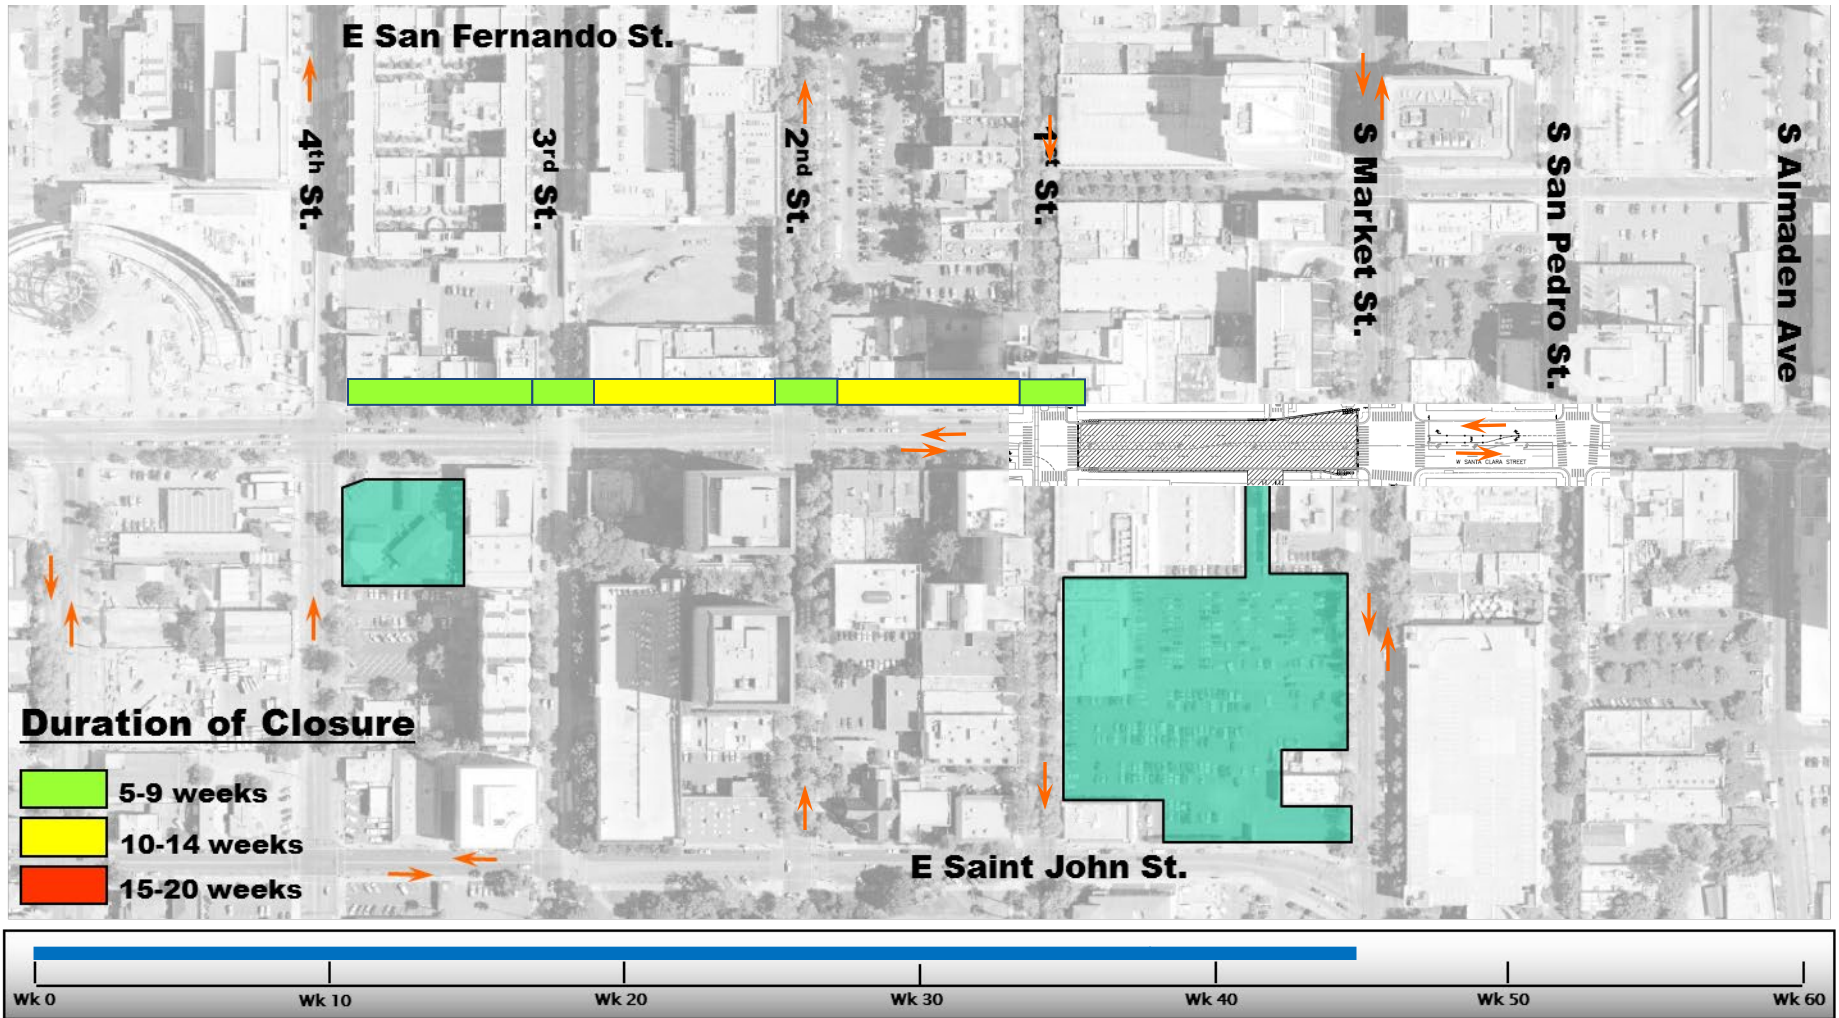 E San Fernando St.
4th St.
3rd St.
2nd St.
1st St.
S Market St.
S San Pedro St.
S Almaden Ave
W SANTA CLARA STREET
Duration of Closure
5-9 weeks
10-14 weeks
15-20 weeks
E Saint John St.
Wk 0
Wk 10
Wk 20
Wk 30
Wk 40
Wk 50
Wk 60